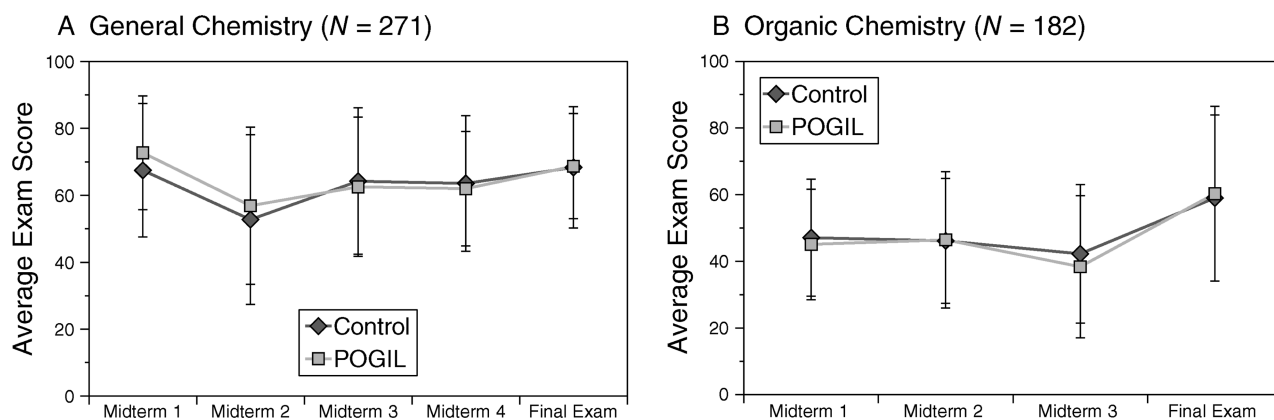 A General Chemistry (N = 271)
Average Exam Score
100
80
60
40
20
0
Control
POGIL
Midterm 1 Midterm 2 Midterm 3 Midterm 4 Final Exam
B Organic Chemistry (N = 182)
Average Exam Score
100
80
60
40
20
0
Control
POGIL
Midterm 1 Midterm 2 Midterm 3 Final Exam